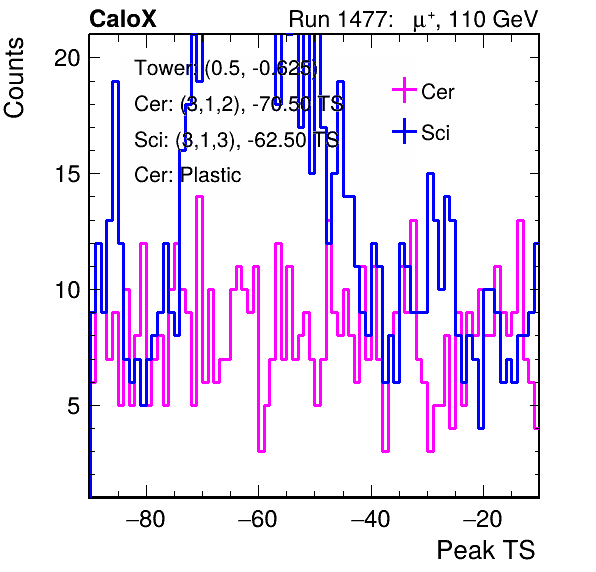 CaloX Run 1477: μ⁺, 110 GeV
Counts
20
15
10
5
Tower: (0.5, -0.625)
Cer: (3,1,2), -70.50 TS
Sci: (3,1,3), -62.50 TS
Cer: Plastic
Cer
Sci
−80 −60 −40 −20
Peak TS